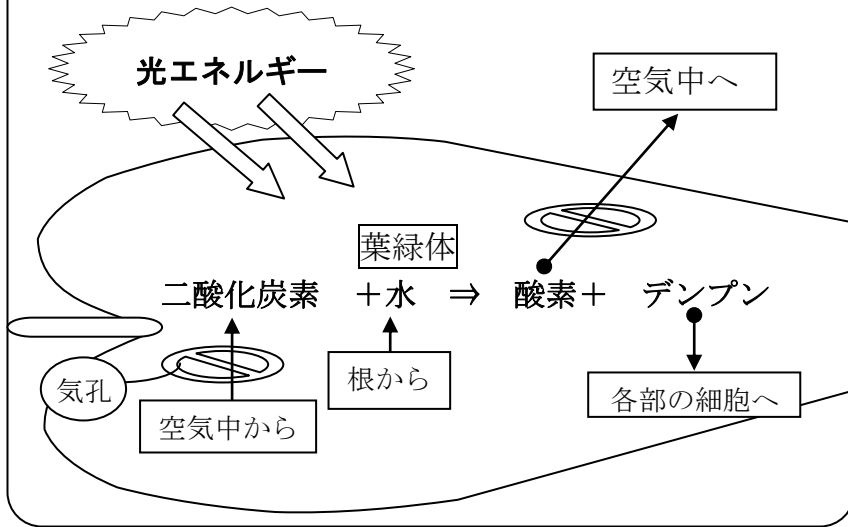 光エネルギー
空気中へ
葉緑体
二酸化炭素 +水 ⇒ 酸素+ デンプン
気孔
空気中から
根から
各部の細胞へ